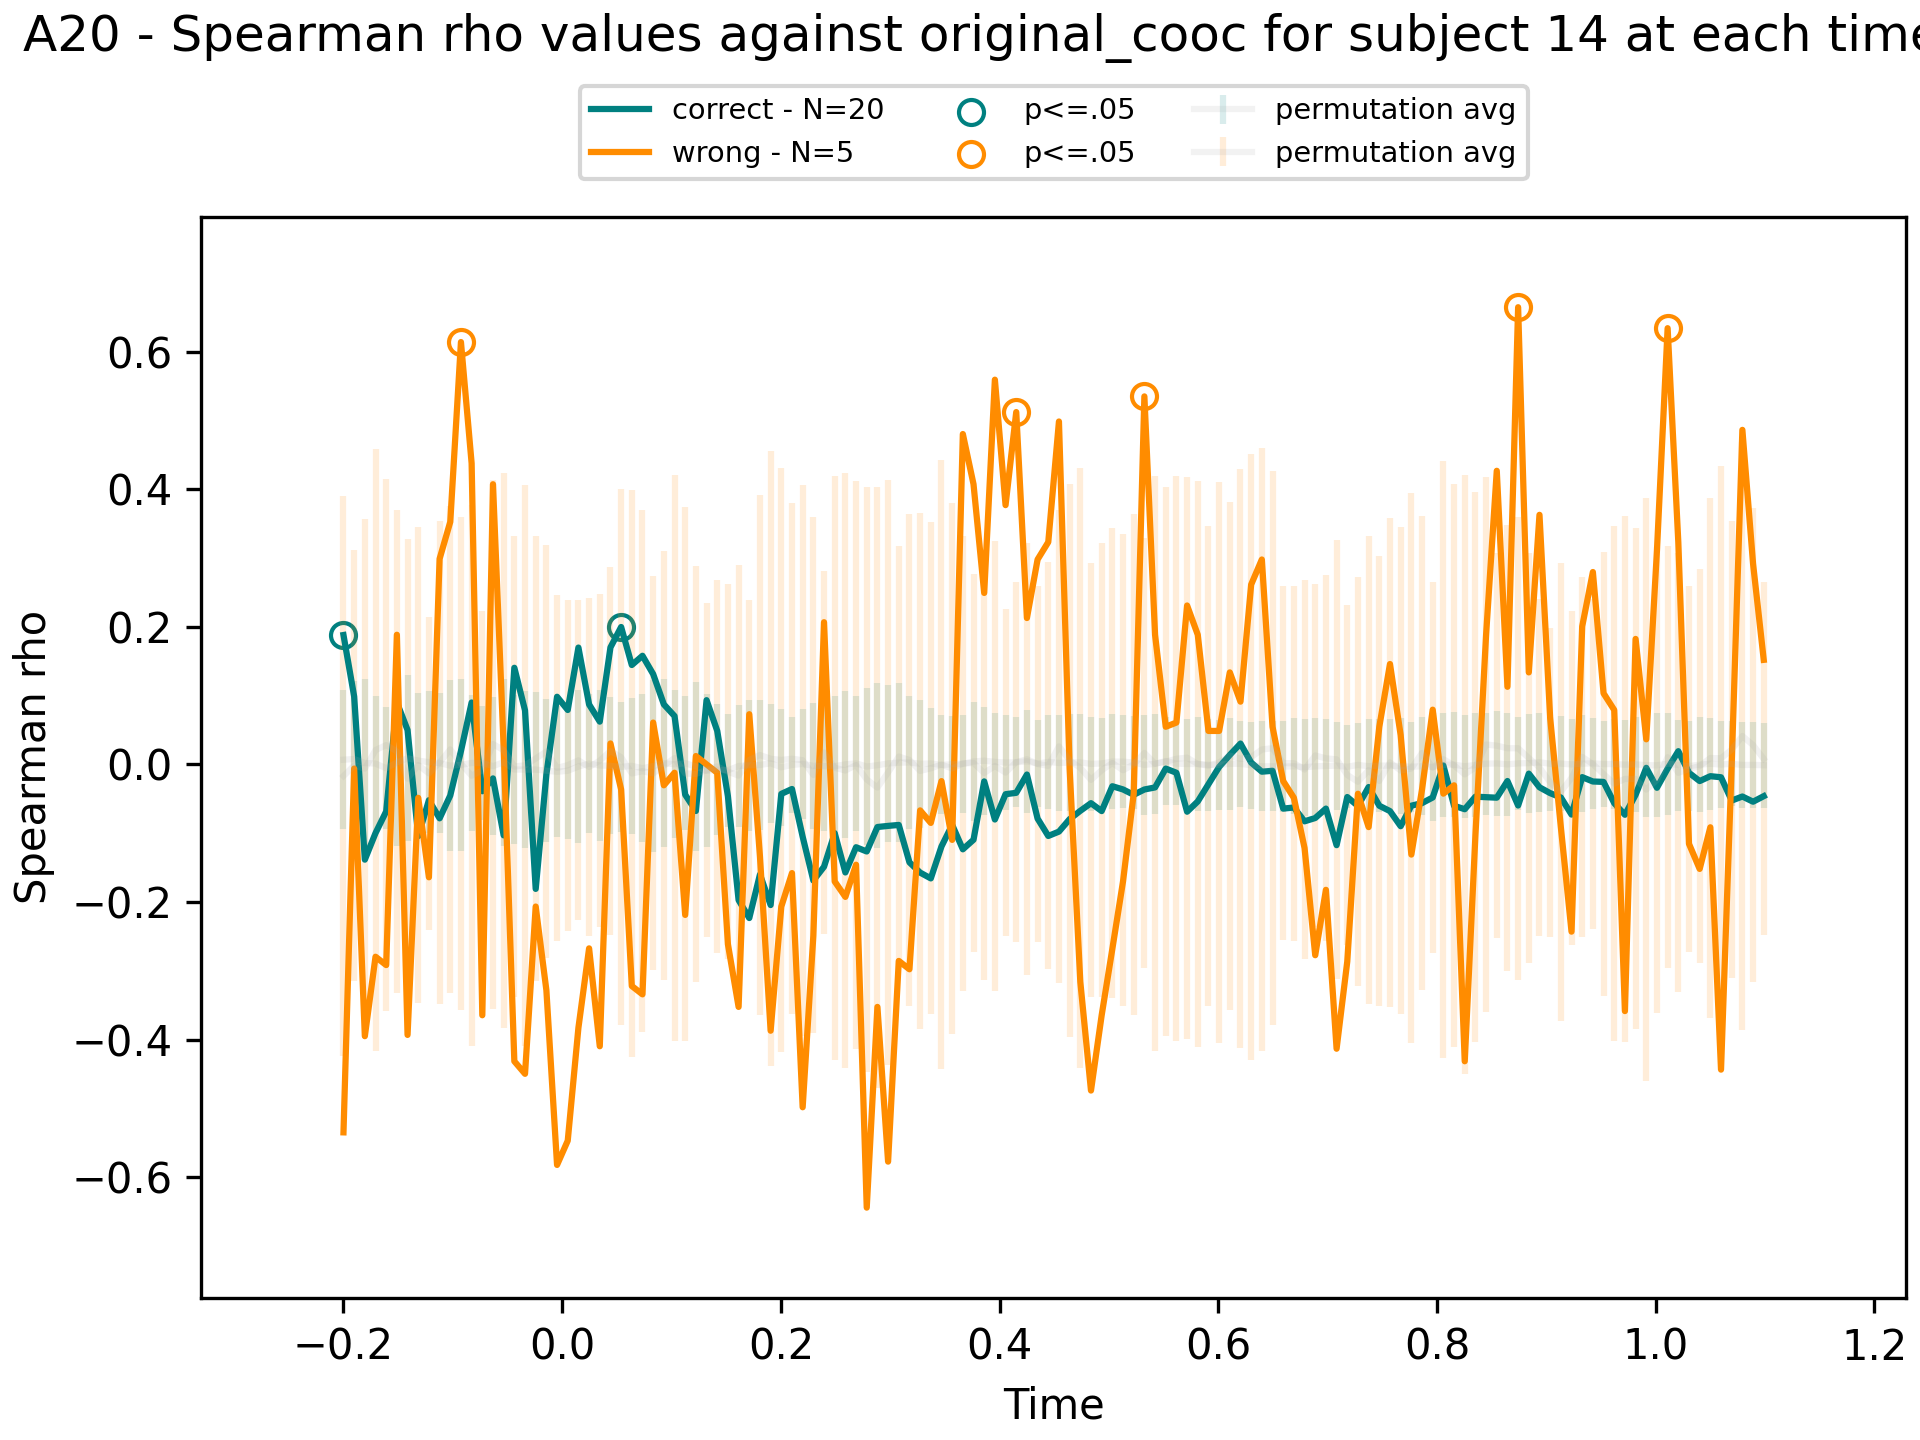 A20 - Spearman rho values against original_cooc for subject 14 at each time
correct - N=20 p<=.05 permutation avg
wrong - N=5 p<=.05 permutation avg
Spearman rho
0.6
0.4
0.2
0.0
−0.2
−0.4
−0.6
−0.2 0.0 0.2 0.4 0.6 0.8 1.0 1.2
Time